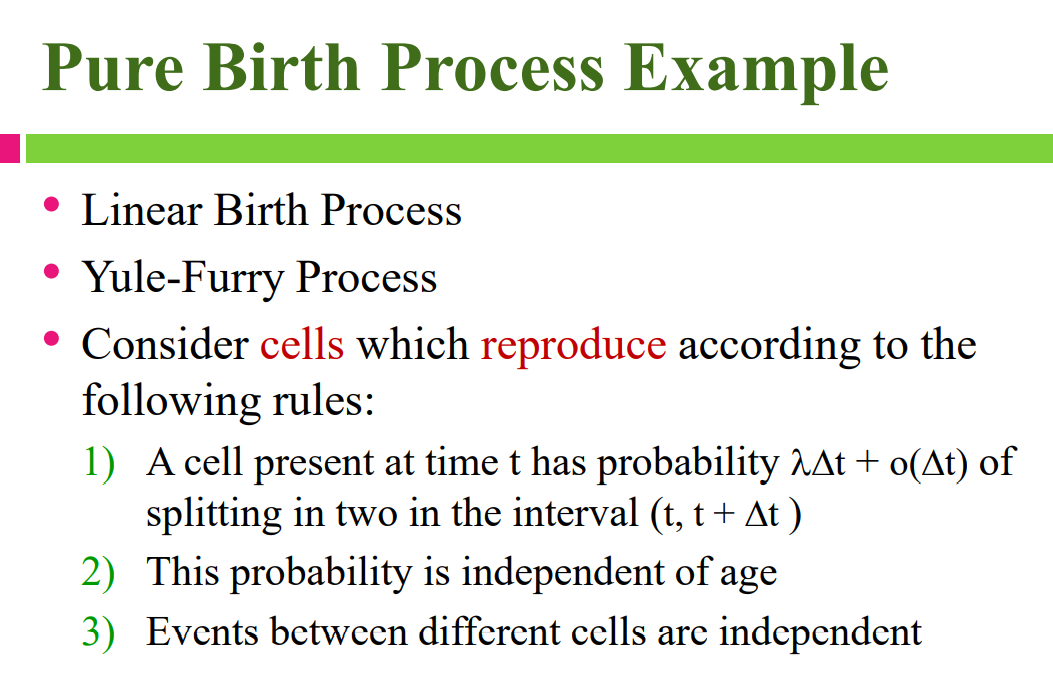 Pure Birth Process Example
• Linear Birth Process
• Yule-Furry Process
• Consider cells which reproduce according to the
following rules:
1) A cell present at time t has probability λΔt + o(Δt) of
splitting in two in the interval (t, t + Δt )
2) This probability is independent of age
3) Events between different cells are independent